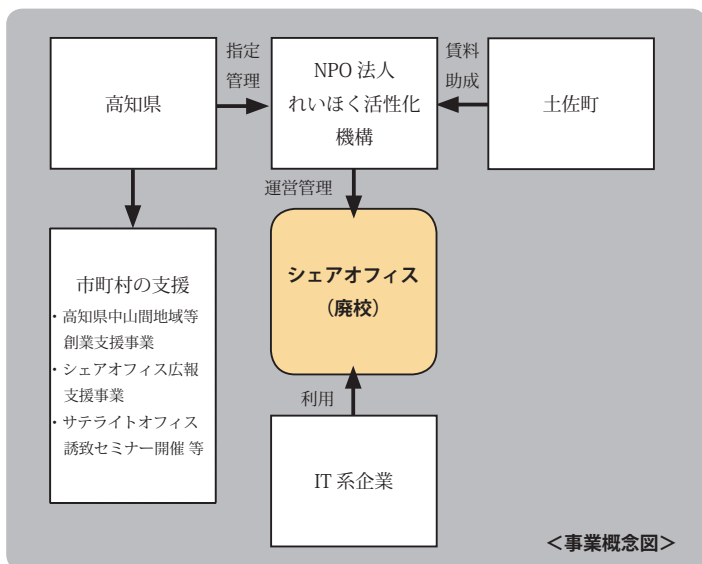 高知県
指定
管理
NPO 法人
れいほく活性化
機構
賃料
助成
土佐町
運営管理
市町村の支援
・高知県中山間地域等
創業支援事業
・シェアオフィス広報
支援事業
・サテライトオフィス
誘致セミナー開催 等
シェアオフィス
（廃校）
利用
IT 系企業
＜事業概念図＞